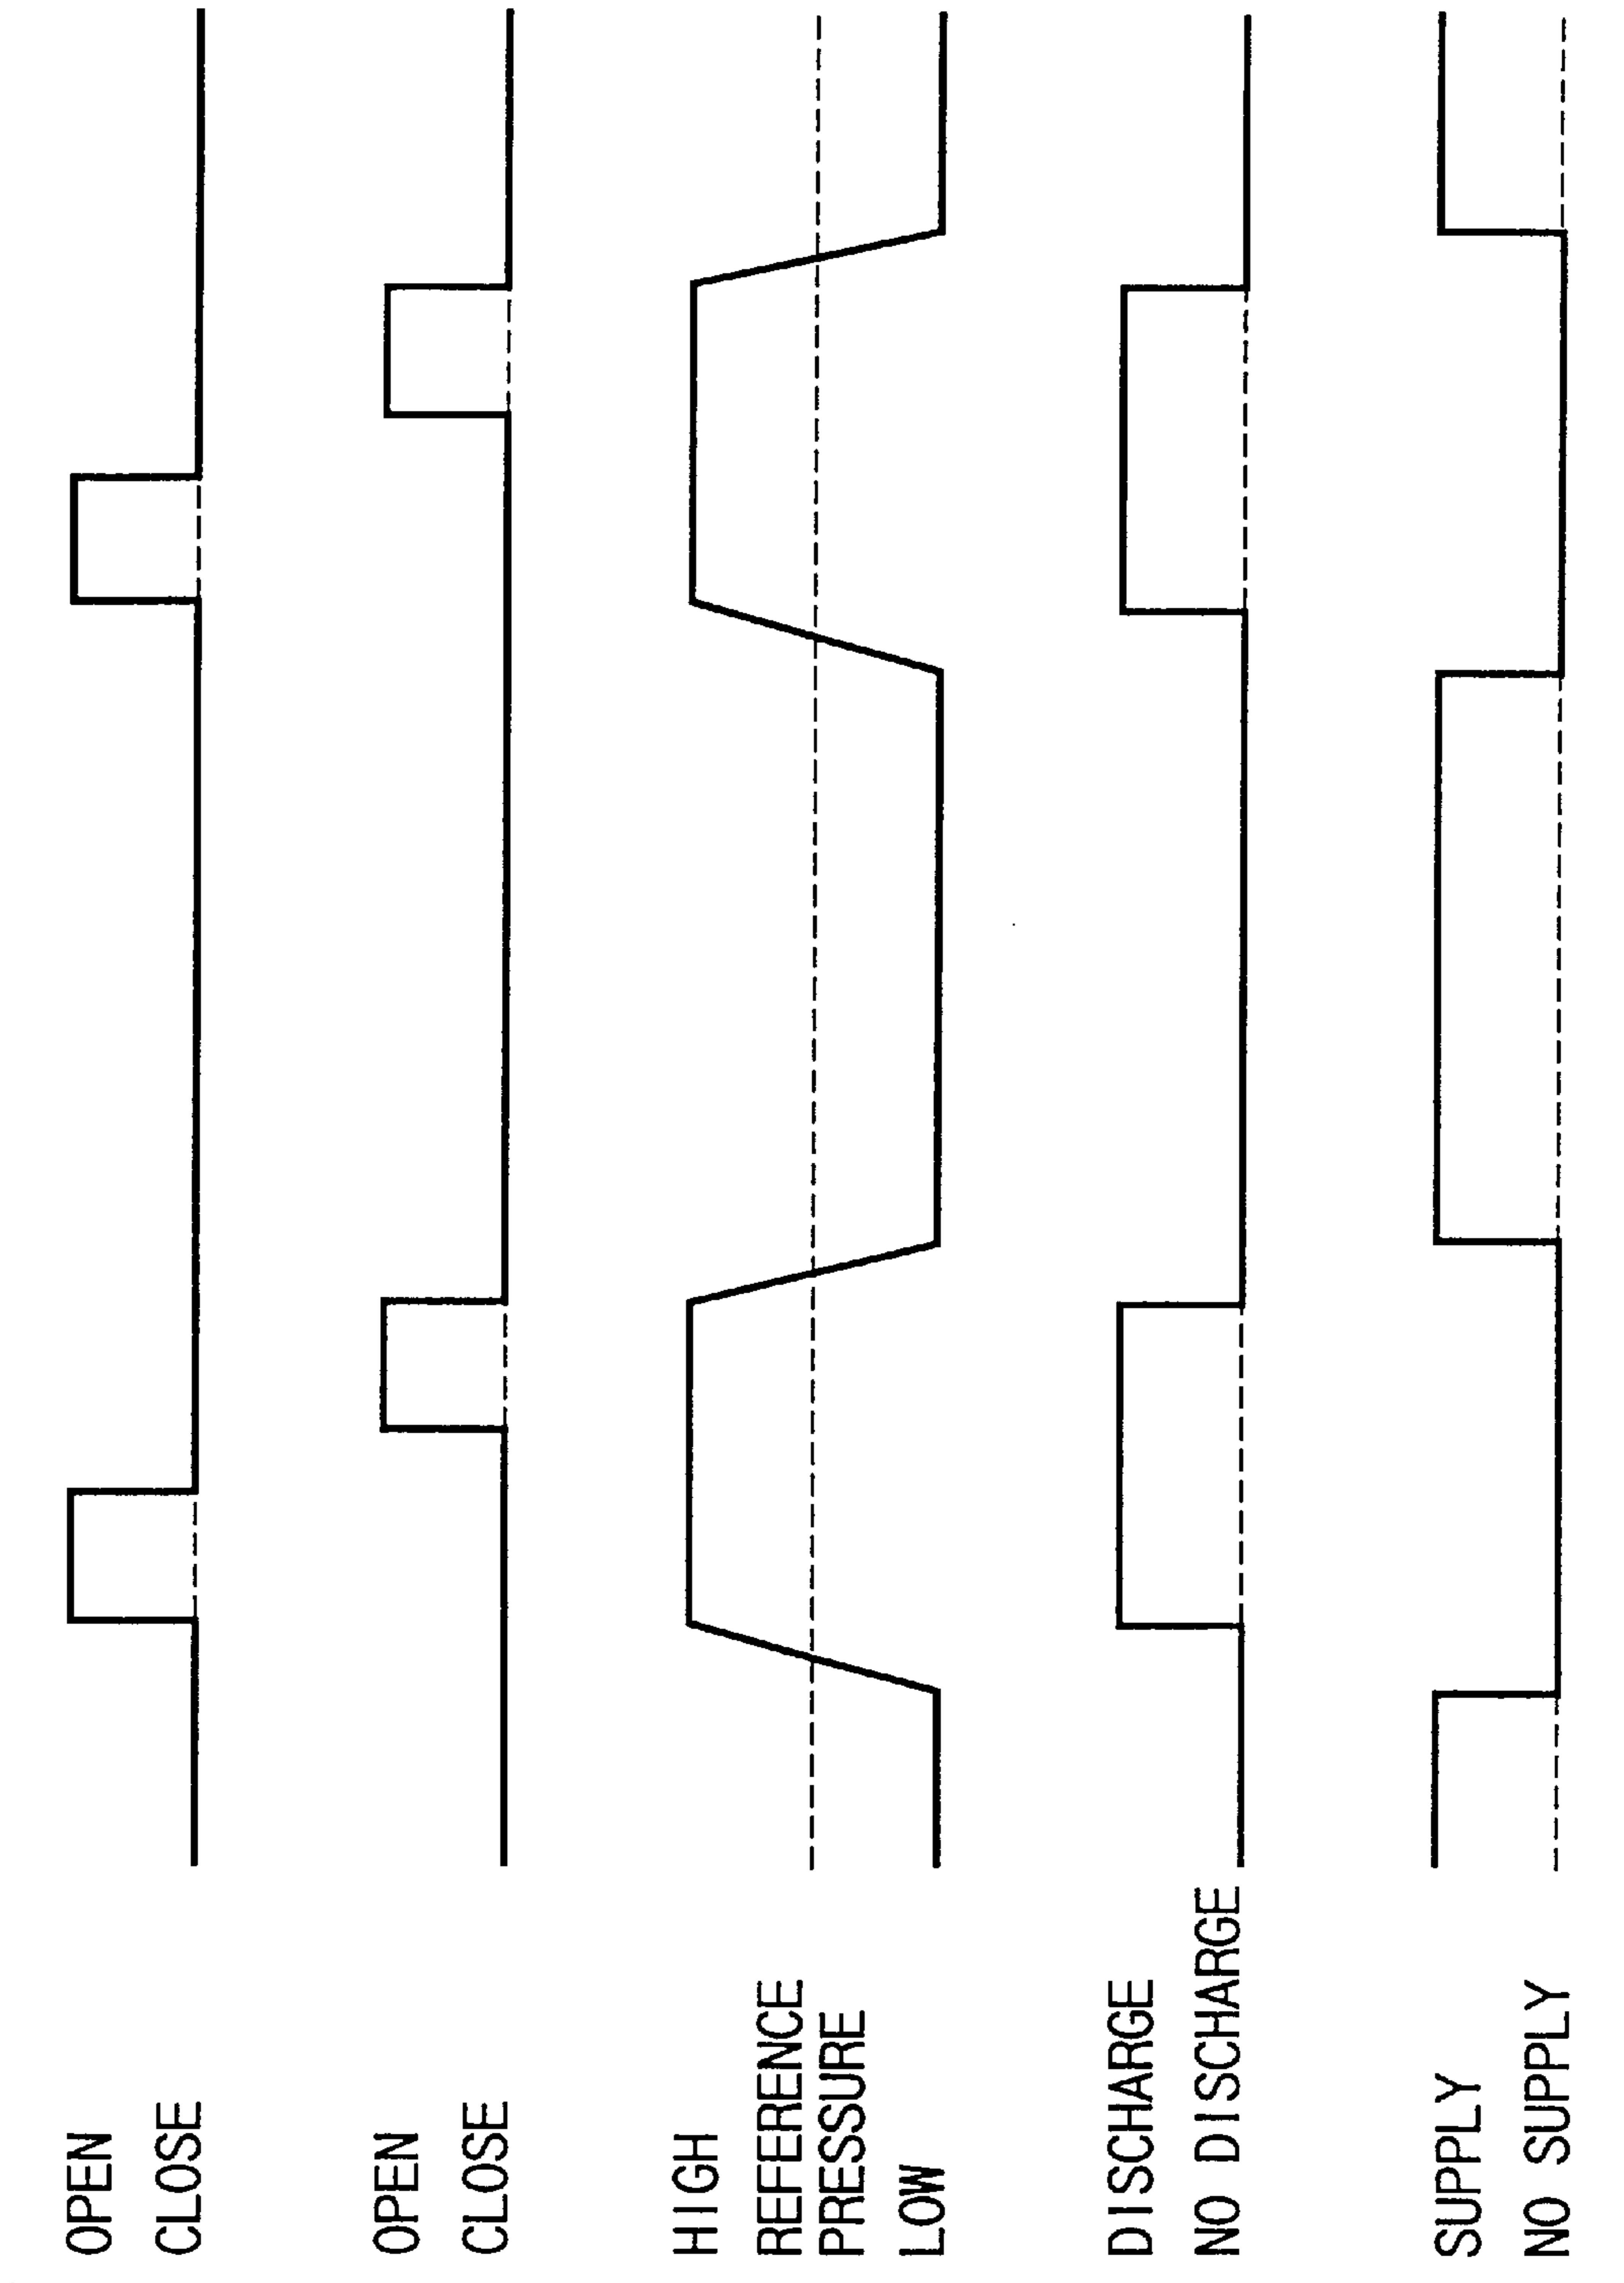 OPEN
CLOSE
OPEN
CLOSE
HIGH
REFERENCE
PRESSURE
LOW
DISCHARGE
NO DISCHARGE
SUPPLY
NO SUPPLY